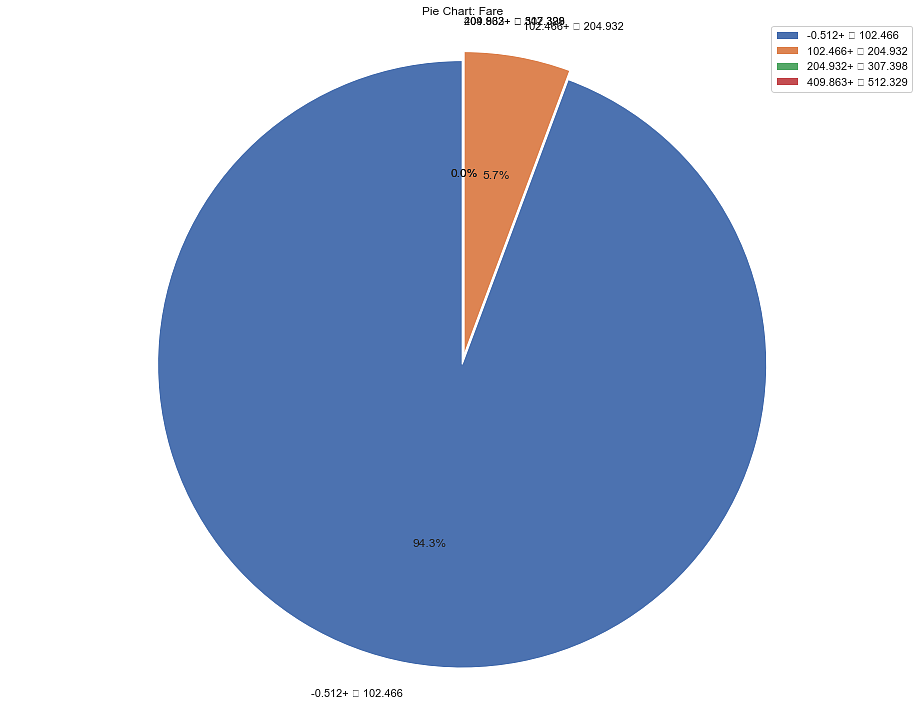 Pie Chart: Fare
102.466+ □ 204.932
-0.512+ □ 102.466
102.466+ □ 204.932
204.932+ □ 307.398
409.863+ □ 512.329
0.0%
5.7%
94.3%
-0.512+ □ 102.466